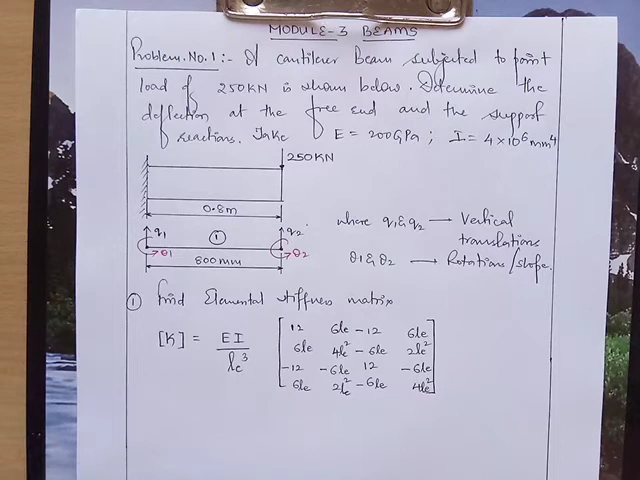 MODULE-3 BEAMS
Problem.No.1:- A cantilever beam subjected to point
load of 250KN is shown below. Determine the
deflection at the free end and the support
reactions. Take E = 200GPa; I = 4×10⁶mm⁴
250KN
0.8m
q1 ① q2
θ1 θ2
800mm
where q1 & q2 → Vertical
translations
θ1 & θ2 → Rotations/slope.
① Find Elemental stiffness matrix
[K] = EI / le³
12 6le -12 6le
6le 4le² -6le 2le²
-12 -6le 12 -6le
6le 2le² -6le 4le²